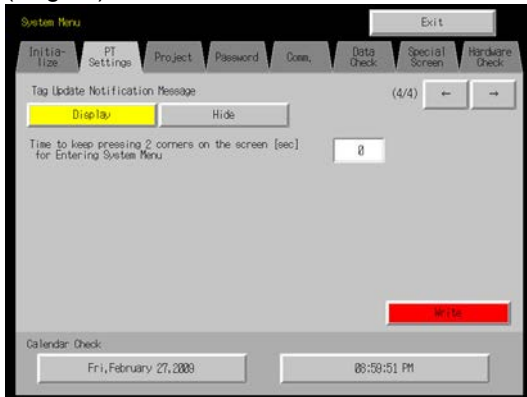 System Menu
Exit
Initia-
lize
PT
Settings
Project
Password
Comm.
Data
Check
Special
Screen
Hardware
Check
Tag Update Notification Message
(4/4)
←
→
Display
Hide
Time to keep pressing 2 corners on the screen [sec]
for Entering System Menu
0
Write
Calendar Check
Fri,February 27,2009
08:59:51 PM